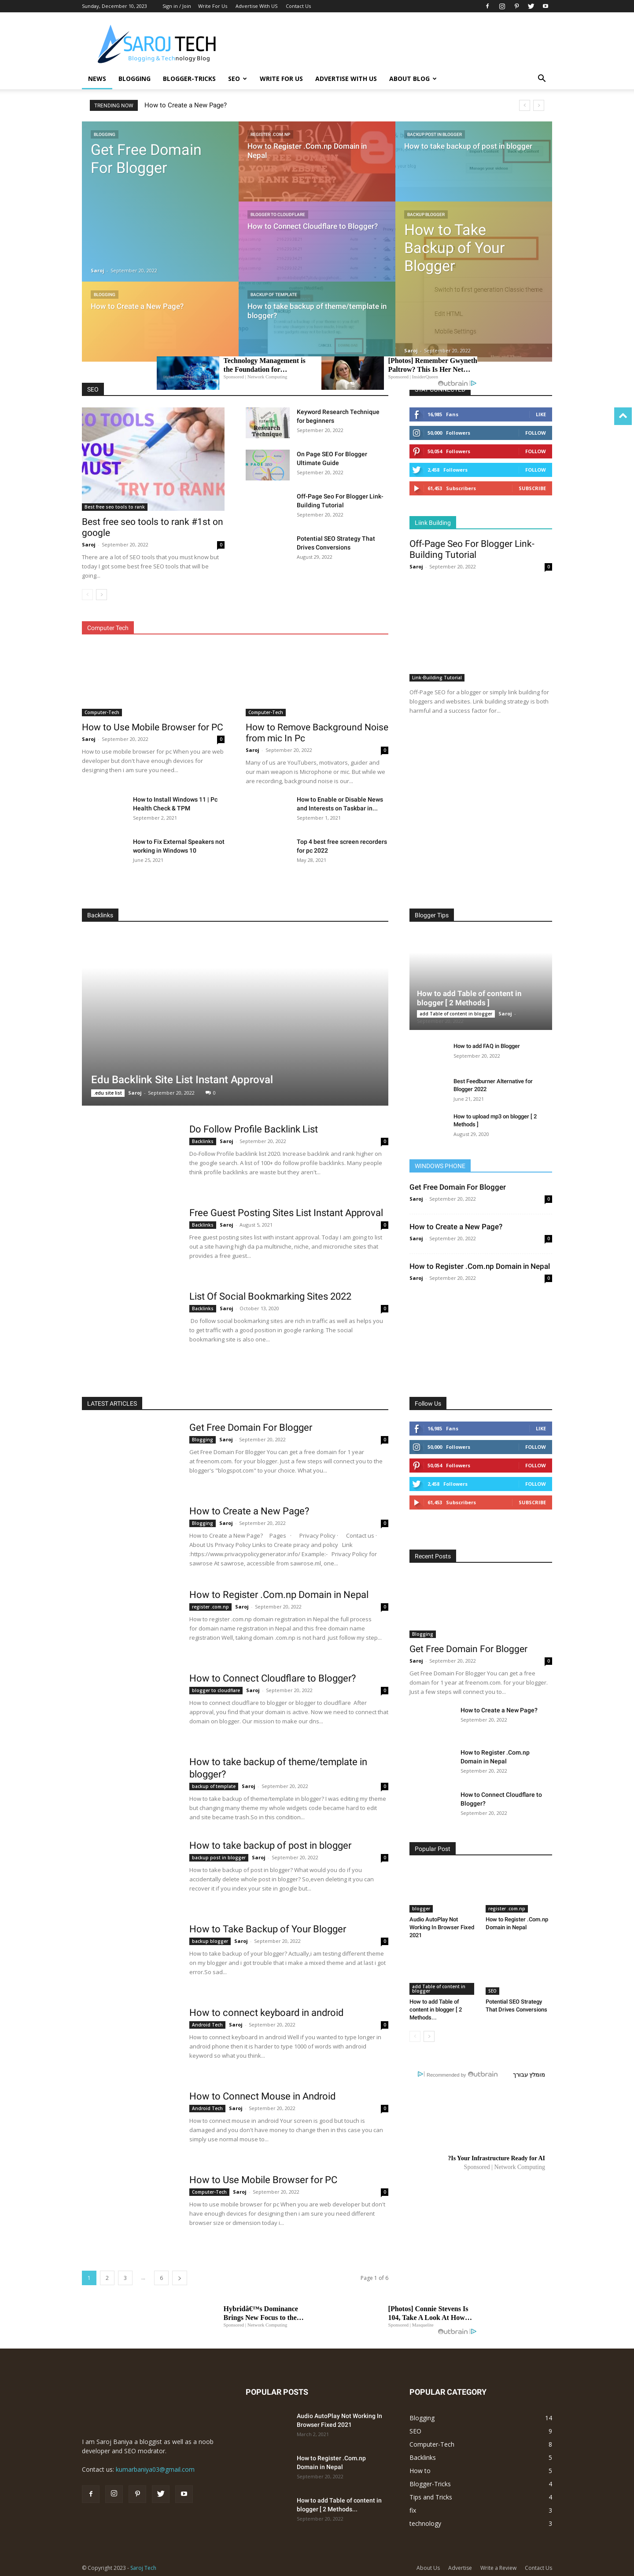 Sunday, December 10, 2023 Sign in / Join Write For Us Advertise With US Contact Us
SAROJ TECH
Blogging & Technology Blog
NEWS BLOGGING BLOGGER-TRICKS SEO WRITE FOR US ADVERTISE WITH US ABOUT BLOG
TRENDING NOW How to Create a New Page?
BLOGGING
Get Free Domain For Blogger
Saroj - September 20, 2022
REGISTER .COM.NP
How to Register .Com.np Domain in Nepal
BACKUP POST IN BLOGGER
How to take backup of post in blogger
BLOGGER TO CLOUDFLARE
How to Connect Cloudflare to Blogger?
BACKUP BLOGGER
How to Take Backup of Your Blogger
Saroj - September 20, 2022
BLOGGING
How to Create a New Page?
BACKUP OF TEMPLATE
How to take backup of theme/template in blogger?
Technology Management is the Foundation for…
Sponsored | Network Computing
[Photos] Remember Gwyneth Paltrow? This Is Her Net…
Sponsored | InsiderQueen
Outbrain
SEO
Best free seo tools to rank
Best free seo tools to rank #1st on google
Saroj - September 20, 2022 0
There are a lot of SEO tools that you must know but today I got some best free SEO tools that will be going...
Keyword Research Technique for beginners
September 20, 2022
On Page SEO For Blogger Ultimate Guide
September 20, 2022
Off-Page Seo For Blogger Link-Building Tutorial
September 20, 2022
Potential SEO Strategy That Drives Conversions
August 29, 2022
STAY CONNECTED
16,985 Fans LIKE
50,000 Followers FOLLOW
50,054 Followers FOLLOW
2,458 Followers FOLLOW
61,453 Subscribers SUBSCRIBE
Liink Building
Off-Page Seo For Blogger Link-Building Tutorial
Saroj - September 20, 2022 0
Link-Building Tutorial
Off-Page SEO for a blogger or simply link building for bloggers and websites. Link building strategy is both harmful and a success factor for...
Computer Tech
Computer-Tech
How to Use Mobile Browser for PC
Saroj - September 20, 2022 0
How to use mobile browser for pc When you are web developer but don't have enough devices for designing then i am sure you need...
Computer-Tech
How to Remove Background Noise from mic In Pc
Saroj - September 20, 2022 0
Many of us are YouTubers, motivators, guider and our main weapon is Microphone or mic. But while we are recording, background noise is our...
How to Install Windows 11 | Pc Health Check & TPM
September 2, 2021
How to Enable or Disable News and Interests on Taskbar in...
September 1, 2021
How to Fix External Speakers not working in Windows 10
June 25, 2021
Top 4 best free screen recorders for pc 2022
May 28, 2021
Backlinks
Edu Backlink Site List Instant Approval
edu site list Saroj - September 20, 2022 0
Do Follow Profile Backlink List
Backlinks Saroj - September 20, 2022 0
Do-Follow Profile backlink list 2020. Increase backlink and rank higher on the google search. A list of 100+ do follow profile backlinks. Many people think profile backlinks are waste but they aren't...
Free Guest Posting Sites List Instant Approval
Backlinks Saroj - August 5, 2021 0
Free guest posting sites list with instant approval. Today I am going to list out a site having high da pa multiniche, niche, and microniche sites that provides a free guest...
List Of Social Bookmarking Sites 2022
Backlinks Saroj - October 13, 2020 0
Do follow social bookmarking sites are rich in traffic as well as helps you to get traffic with a good position in google ranking. The social bookmarking site is also one...
Blogger Tips
How to add Table of content in blogger [ 2 Methods ]
add Table of content in blogger Saroj -
How to add FAQ in Blogger
September 20, 2022
Best Feedburner Alternative for Blogger 2022
June 21, 2021
How to upload mp3 on blogger [ 2 Methods ]
August 29, 2020
WINDOWS PHONE
Get Free Domain For Blogger
Saroj - September 20, 2022 0
How to Create a New Page?
Saroj - September 20, 2022 0
How to Register .Com.np Domain in Nepal
Saroj - September 20, 2022 0
LATEST ARTICLES
Get Free Domain For Blogger
Blogging Saroj - September 20, 2022 0
Get Free Domain For Blogger You can get a free domain for 1 year at freenom.com. for your blogger. Just a few steps will connect you to the blogger's "blogspot.com" to your choice. What you...
How to Create a New Page?
Blogging Saroj - September 20, 2022 0
How to Create a New Page? Pages · Privacy Policy · Contact us · About Us Privacy Policy Links to Create:piracy and policy Link :https://www.privacypolicygenerator.info/ Example:- Privacy Policy for sawrose At sawrose, accessible from sawrose.ml, one...
How to Register .Com.np Domain in Nepal
register .com.np Saroj - September 20, 2022 0
How to register .com.np domain registration in Nepal the full process for domain name registration in Nepal and this free domain name registration Well, taking domain .com.np is not hard .just follow my step...
How to Connect Cloudflare to Blogger?
blogger to cloudflare Saroj - September 20, 2022 0
How to connect cloudflare to blogger or blogger to cloudflare After approval, you find that your domain is active. Now we need to connect that domain on blogger. Our mission to make our dns...
How to take backup of theme/template in blogger?
backup of template Saroj - September 20, 2022 0
How to take backup of theme/template in blogger? I was editing my theme but changing many theme my whole widgets code became hard to edit and site became trash.So in this condition...
How to take backup of post in blogger
backup post in blogger Saroj - September 20, 2022 0
How to take backup of post in blogger? What would you do if you accidentally delete whole post in blogger? So,even deleting it you can recover it if you index your site in google but...
How to Take Backup of Your Blogger
backup blogger Saroj - September 20, 2022 0
How to take backup of your blogger? Actually,i am testing different theme on my blogger and i got trouble that i make a mixed theme and at last i got error.So sad...
How to connect keyboard in android
Android Tech Saroj - September 20, 2022 0
How to connect keyboard in android Well if you wanted to type longer in android phone then it is harder to type 1000 of words with android keyword so what you think...
How to Connect Mouse in Android
Android Tech Saroj - September 20, 2022 0
How to connect mouse in android Your screen is good but touch is damaged and you don't have money to change then in this case you can simply use normal mouse to...
How to Use Mobile Browser for PC
Computer-Tech Saroj - September 20, 2022 0
How to use mobile browser for pc When you are web developer but don't have enough devices for designing then i am sure you need different browser size or dimension today i...
1 2 3 ... 6 Page 1 of 6
Follow Us
16,985 Fans LIKE
50,000 Followers FOLLOW
50,054 Followers FOLLOW
2,458 Followers FOLLOW
61,453 Subscribers SUBSCRIBE
Recent Posts
Blogging
Get Free Domain For Blogger
Saroj - September 20, 2022 0
Get Free Domain For Blogger You can get a free domain for 1 year at freenom.com. for your blogger. Just a few steps will connect you to...
How to Create a New Page?
September 20, 2022
How to Register .Com.np Domain in Nepal
September 20, 2022
How to Connect Cloudflare to Blogger?
September 20, 2022
Popular Post
blogger
Audio AutoPlay Not Working In Browser Fixed 2021
register .com.np
How to Register .Com.np Domain in Nepal
add Table of content in blogger
How to add Table of content in blogger [ 2 Methods...
SEO
Potential SEO Strategy That Drives Conversions
Recommended by Outbrain מומלץ עבורך
?Is Your Infrastructure Ready for AI
Sponsored | Network Computing
Hybridâ€™s Dominance Brings New Focus to the…
Sponsored | Network Computing
[Photos] Connie Stevens Is 104, Take A Look At How…
Sponsored | Marquetlin
Outbrain
I am Saroj Baniya a bloggist as well as a noob developer and SEO modrator.
Contact us: kumarbaniya03@gmail.com
POPULAR POSTS
Audio AutoPlay Not Working In Browser Fixed 2021
March 2, 2021
How to Register .Com.np Domain in Nepal
September 20, 2022
How to add Table of content in blogger [ 2 Methods...
September 20, 2022
POPULAR CATEGORY
Blogging 14
SEO 9
Computer-Tech 8
Backlinks 5
How to 5
Blogger-Tricks 4
Tips and Tricks 4
fix 3
technology 3
© Copyright 2023 - Saroj Tech About Us Advertise Write a Review Contact Us